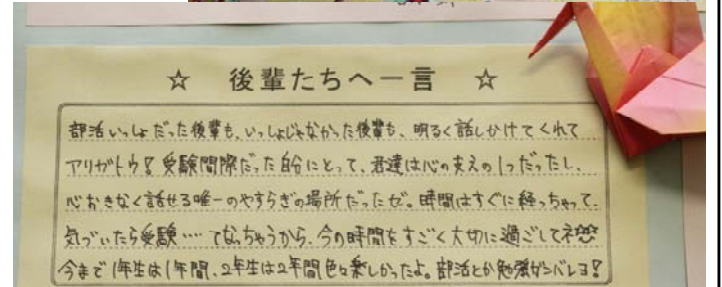 ☆ 後輩たちへ一言 ☆
部活いっしょだった後輩も、いっしょじゃなかった後輩も、明るく話しかけてくれて
アリガトウ!! 受験間際だった自分にとって、君達は心の支えの1つだったし、
心おきなく話せる唯一のやすらぎの場所だったぜ。時間はすぐに経っちゃって、
気づいたら受験…‥ てなっちゃうから、今の時間をすごく大切に過ごしてネ
今まで1年生は1年間、2年生は2年間色々楽しかったよ。部活とか勉強ガンバレヨ!!